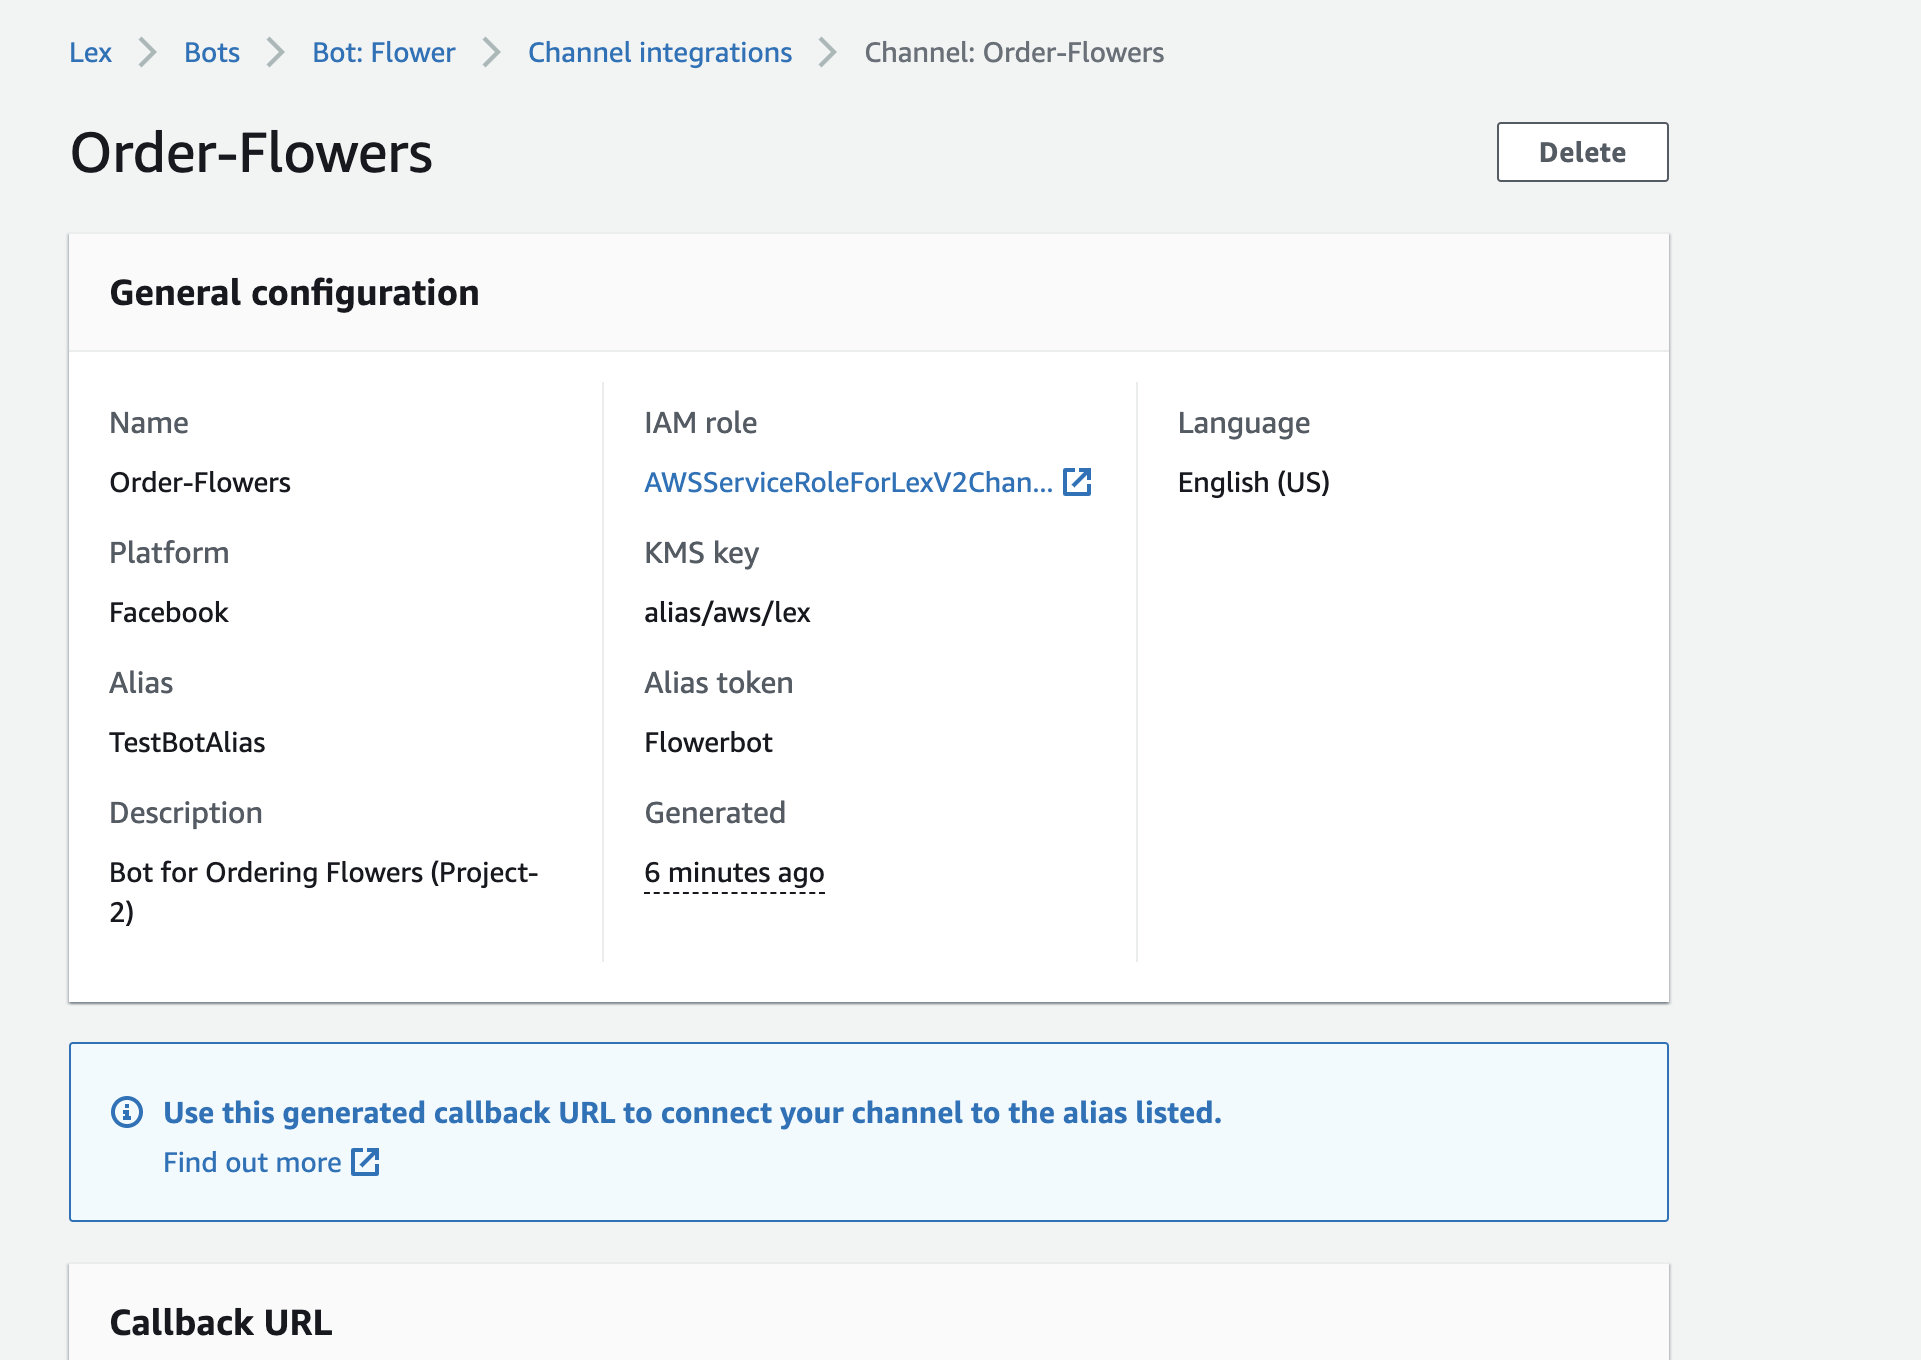 Lex > Bots > Bot: Flower > Channel integrations > Channel: Order-Flowers
Order-Flowers
Delete
General configuration
Name
Order-Flowers
Platform
Facebook
Alias
TestBotAlias
Description
Bot for Ordering Flowers (Project-
2)
IAM role
AWSServiceRoleForLexV2Chan...
KMS key
alias/aws/lex
Alias token
Flowerbot
Generated
6 minutes ago
Language
English (US)
Use this generated callback URL to connect your channel to the alias listed.
Find out more
Callback URL